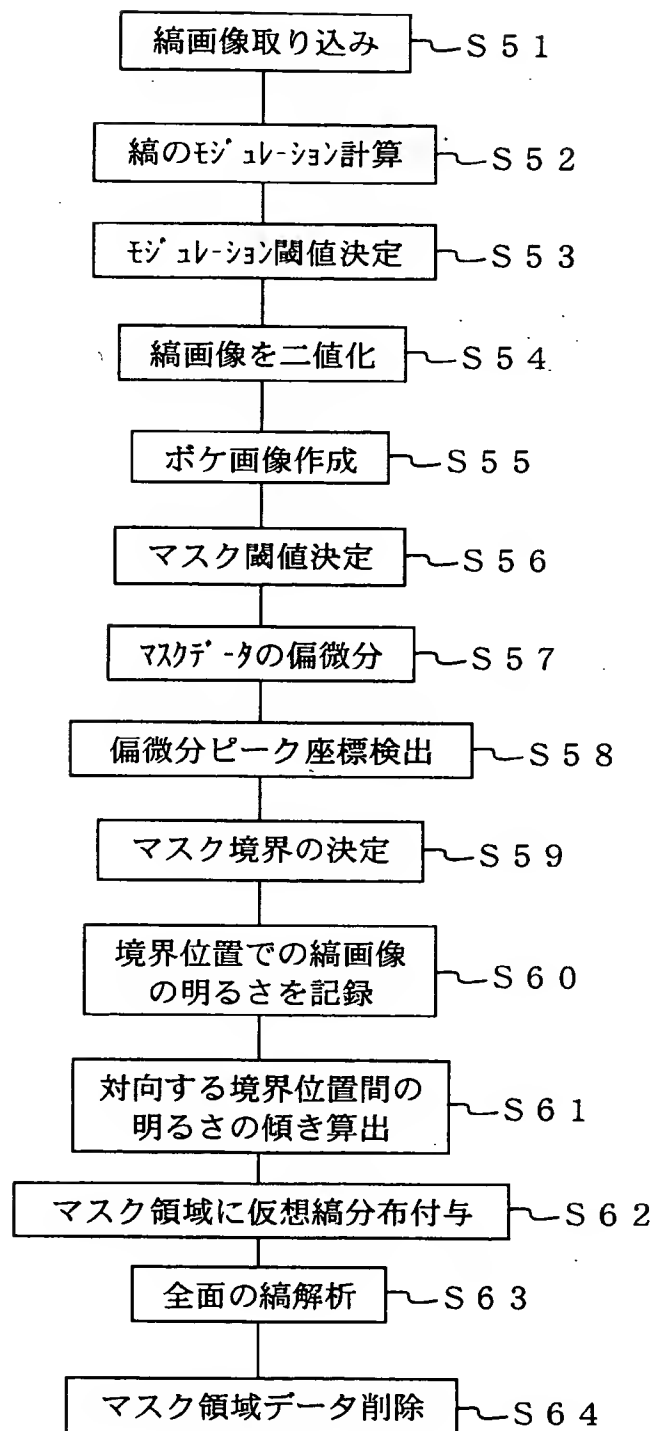 縞画像取り込み S51
縞のﾓｼﾞｭﾚｰｼｮﾝ計算 S52
ﾓｼﾞｭﾚｰｼｮﾝ閾値決定 S53
縞画像を二値化 S54
ボケ画像作成 S55
マスク閾値決定 S56
ﾏｽｸﾃﾞｰﾀの偏微分 S57
偏微分ピーク座標検出 S58
マスク境界の決定 S59
境界位置での縞画像
の明るさを記録 S60
対向する境界位置間の
明るさの傾き算出 S61
マスク領域に仮想縞分布付与 S62
全面の縞解析 S63
マスク領域データ削除 S64